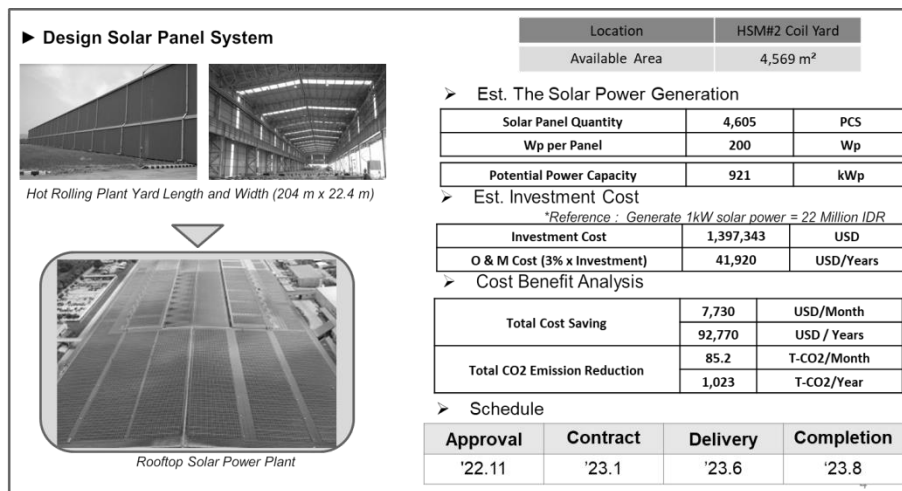 ► Design Solar Panel System
Location HSM#2 Coil Yard
Available Area 4,569 m²
Hot Rolling Plant Yard Length and Width (204 m x 22.4 m)
Rooftop Solar Power Plant
➢ Est. The Solar Power Generation
Solar Panel Quantity 4,605 PCS
Wp per Panel 200 Wp
Potential Power Capacity 921 kWp
➢ Est. Investment Cost
*Reference : Generate 1kW solar power = 22 Million IDR
Investment Cost 1,397,343 USD
O & M Cost (3% x Investment) 41,920 USD/Years
➢ Cost Benefit Analysis
Total Cost Saving 7,730 USD/Month
92,770 USD / Years
Total CO2 Emission Reduction 85.2 T-CO2/Month
1,023 T-CO2/Year
➢ Schedule
Approval Contract Delivery Completion
'22.11 '23.1 '23.6 '23.8
4